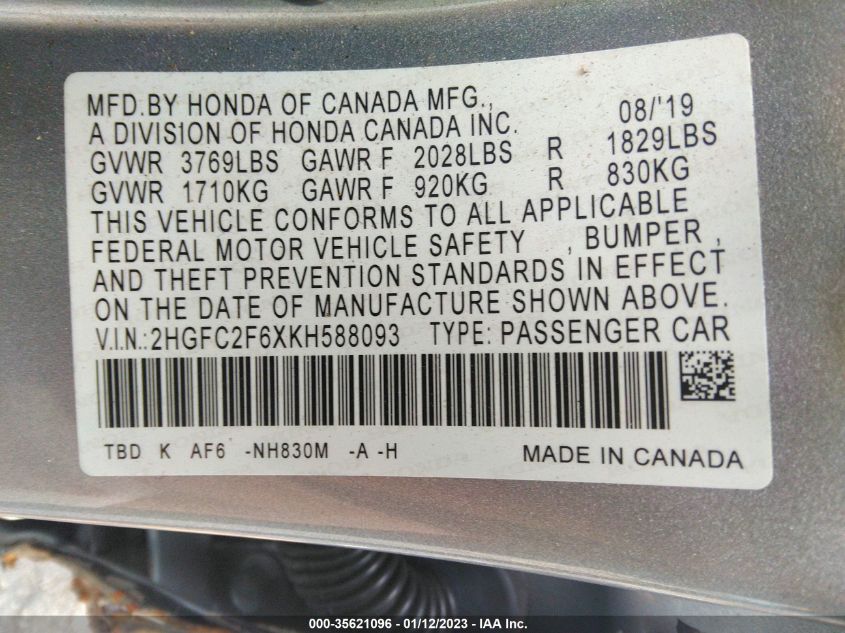 MFD.BY HONDA OF CANADA MFG., 08/'19
A DIVISION OF HONDA CANADA INC.
GVWR 3769LBS GAWR F 2028LBS R 1829LBS
GVWR 1710KG GAWR F 920KG R 830KG
THIS VEHICLE CONFORMS TO ALL APPLICABLE
FEDERAL MOTOR VEHICLE SAFETY , BUMPER ,
AND THEFT PREVENTION STANDARDS IN EFFECT
ON THE DATE OF MANUFACTURE SHOWN ABOVE.
V.I.N.:2HGFC2F6XKH588093 TYPE: PASSENGER CAR
TBD K AF6 -NH830M -A -H MADE IN CANADA
000-35621096 - 01/12/2023 - IAA Inc.